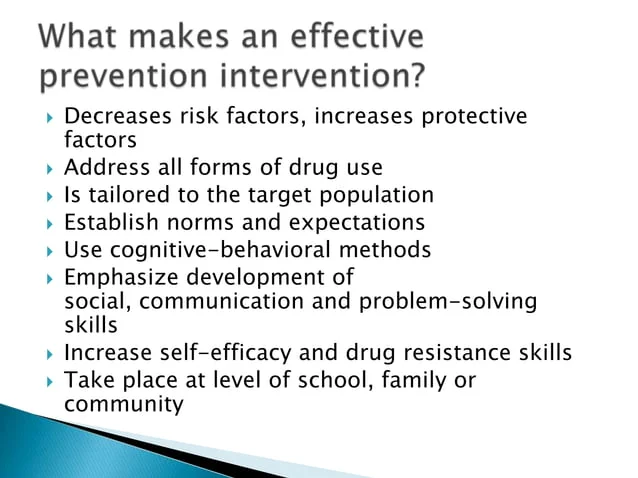 What makes an effective
prevention intervention?
Decreases risk factors, increases protective
factors
Address all forms of drug use
Is tailored to the target population
Establish norms and expectations
Use cognitive-behavioral methods
Emphasize development of
social, communication and problem-solving
skills
Increase self-efficacy and drug resistance skills
Take place at level of school, family or
community